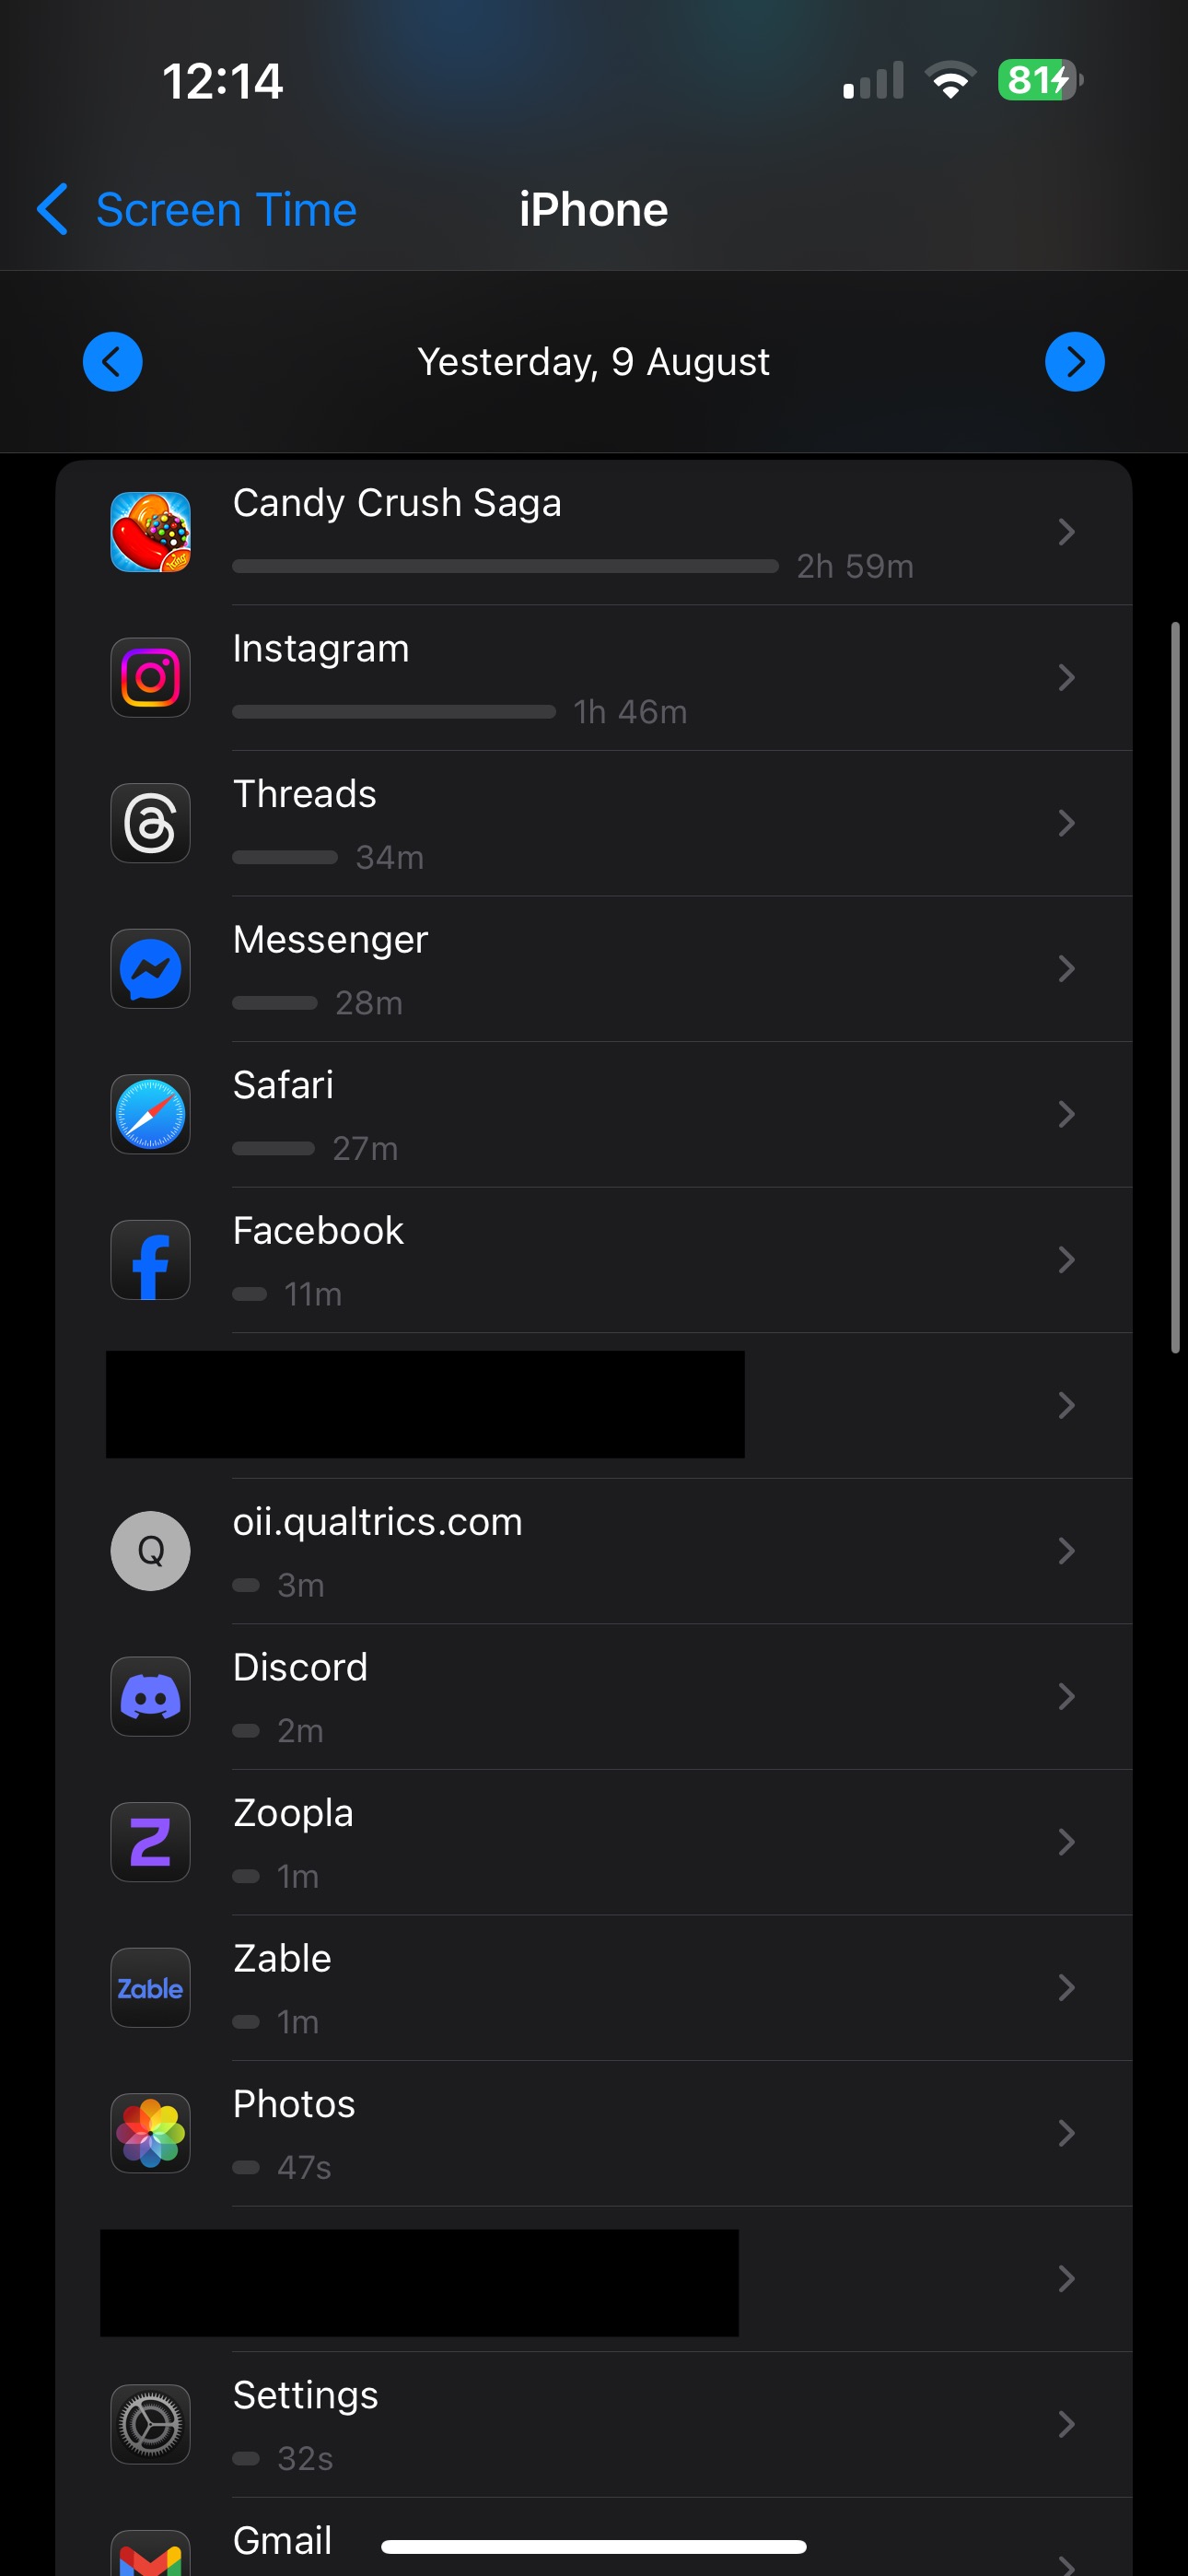 12:14
81
Screen Time
iPhone
Yesterday, 9 August
Candy Crush Saga
2h 59m
Instagram
1h 46m
Threads
34m
Messenger
28m
Safari
27m
Facebook
11m
Q
oii.qualtrics.com
3m
Discord
2m
Zoopla
1m
Zable
Zable
1m
Photos
47s
Settings
32s
Gmail